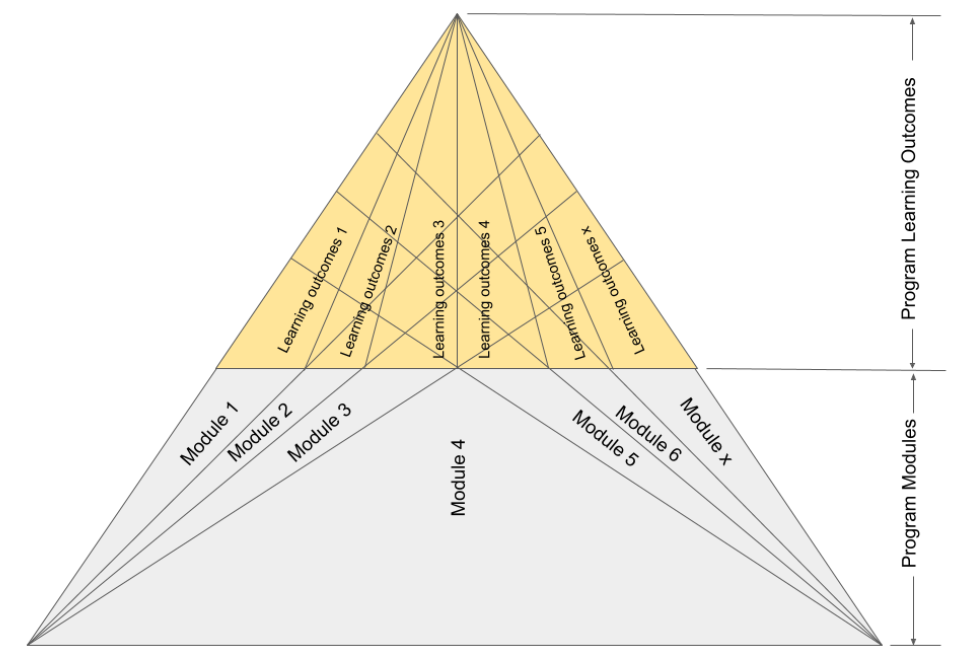 Learning outcomes 1
Learning outcomes 2
Learning outcomes 3
Learning outcomes 4
Learning outcomes 5
Learning outcomes x
Program Learning Outcomes
Module 1
Module 2
Module 3
Module 4
Module 5
Module 6
Module x
Program Modules